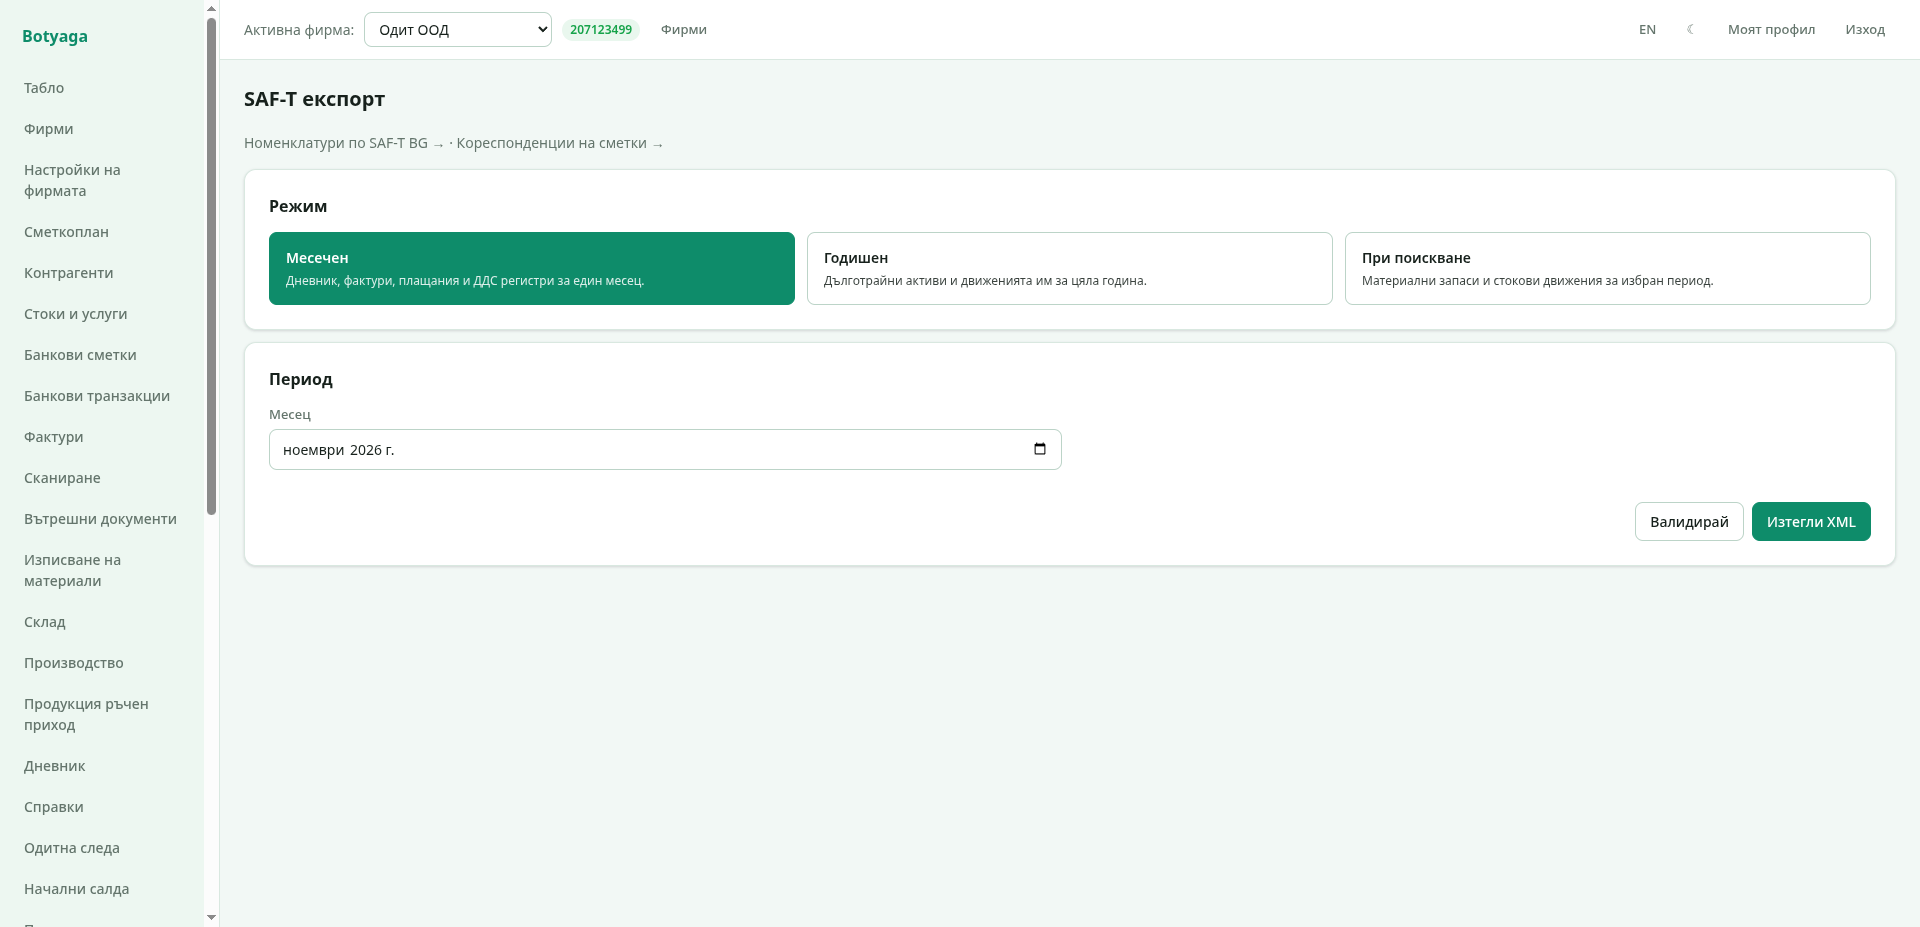 Botyaga
Табло
Фирми
Настройки на
фирмата
Сметкоплан
Контрагенти
Стоки и услуги
Банкови сметки
Банкови транзакции
Фактури
Сканиране
Вътрешни документи
Изписване на
материали
Склад
Производство
Продукция ръчен
приход
Дневник
Справки
Одитна следа
Начални салда
Активна фирма: Одит ООД 207123499 Фирми EN Моят профил Изход
SAF-T експорт
Номенклатури по SAF-T BG → · Кореспонденции на сметки →
Режим
Месечен
Дневник, фактури, плащания и ДДС регистри за един месец.
Годишен
Дълготрайни активи и движенията им за цяла година.
При поискване
Материални запаси и стокови движения за избран период.
Период
Месец
ноември 2026 г.
Валидирай Изтегли XML